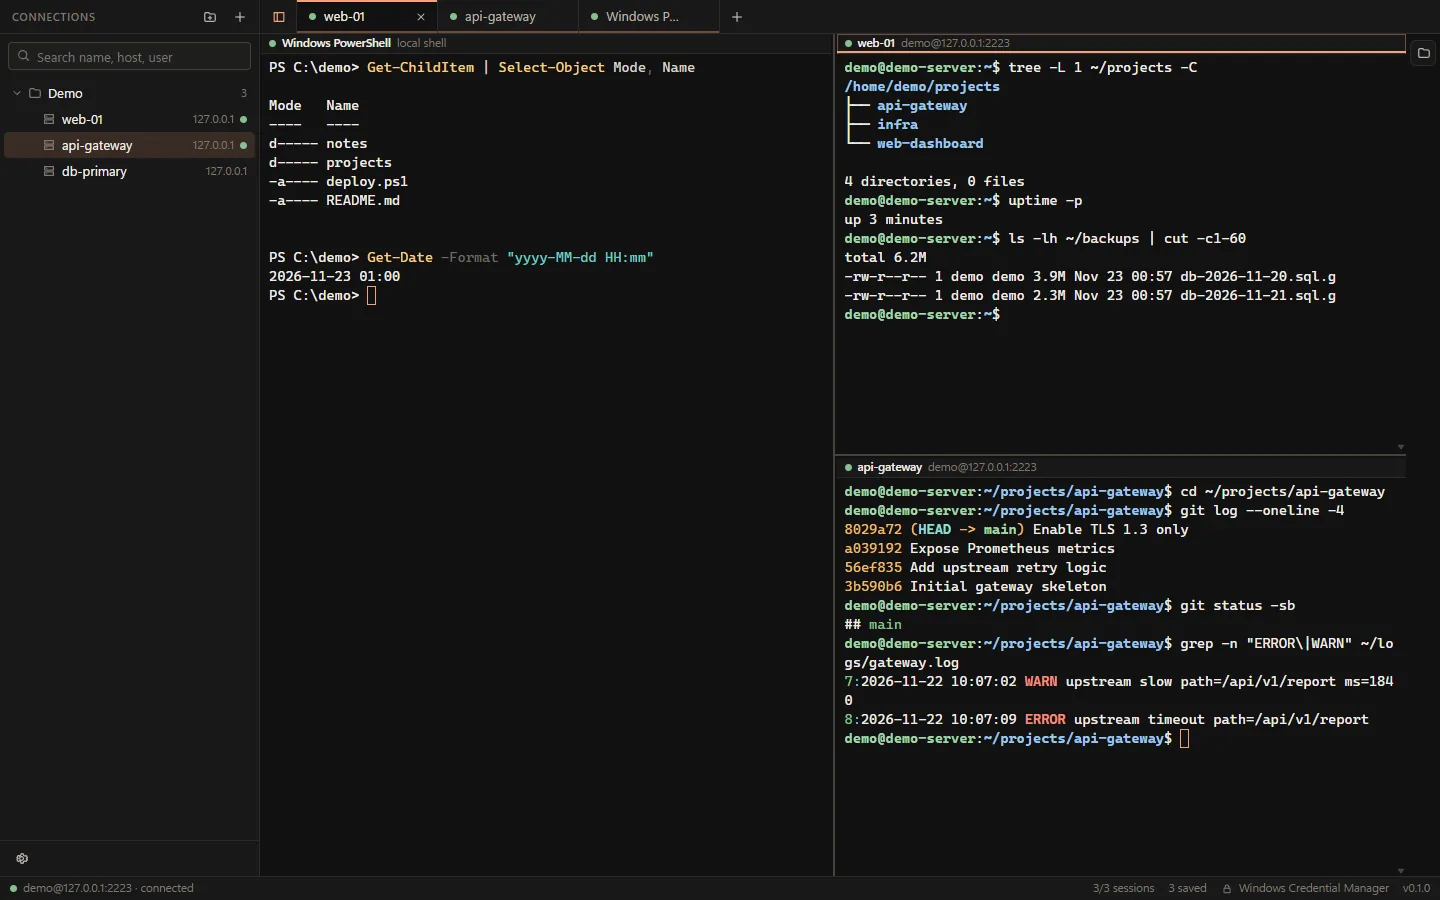 CONNECTIONS
Search name, host, user
Demo 3
web-01 127.0.0.1
api-gateway 127.0.0.1
db-primary 127.0.0.1
web-01
api-gateway
Windows P...
Windows PowerShell local shell
PS C:\demo> Get-ChildItem | Select-Object Mode, Name
Mode Name
---- ----
d----- notes
d----- projects
-a---- deploy.ps1
-a---- README.md
PS C:\demo> Get-Date -Format "yyyy-MM-dd HH:mm"
2026-11-23 01:00
PS C:\demo>
web-01 demo@127.0.0.1:2223
demo@demo-server:~$ tree -L 1 ~/projects -C
/home/demo/projects
├── api-gateway
├── infra
└── web-dashboard
4 directories, 0 files
demo@demo-server:~$ uptime -p
up 3 minutes
demo@demo-server:~$ ls -lh ~/backups | cut -c1-60
total 6.2M
-rw-r--r-- 1 demo demo 3.9M Nov 23 00:57 db-2026-11-20.sql.g
-rw-r--r-- 1 demo demo 2.3M Nov 23 00:57 db-2026-11-21.sql.g
demo@demo-server:~$
api-gateway demo@127.0.0.1:2223
demo@demo-server:~/projects/api-gateway$ cd ~/projects/api-gateway
demo@demo-server:~/projects/api-gateway$ git log --oneline -4
8029a72 (HEAD -> main) Enable TLS 1.3 only
a039192 Expose Prometheus metrics
56ef835 Add upstream retry logic
3b590b6 Initial gateway skeleton
demo@demo-server:~/projects/api-gateway$ git status -sb
## main
demo@demo-server:~/projects/api-gateway$ grep -n "ERROR\|WARN" ~/lo
gs/gateway.log
7:2026-11-22 10:07:02 WARN upstream slow path=/api/v1/report ms=184
0
8:2026-11-22 10:07:09 ERROR upstream timeout path=/api/v1/report
demo@demo-server:~/projects/api-gateway$
demo@127.0.0.1:2223 · connected
3/3 sessions 3 saved Windows Credential Manager v0.1.0